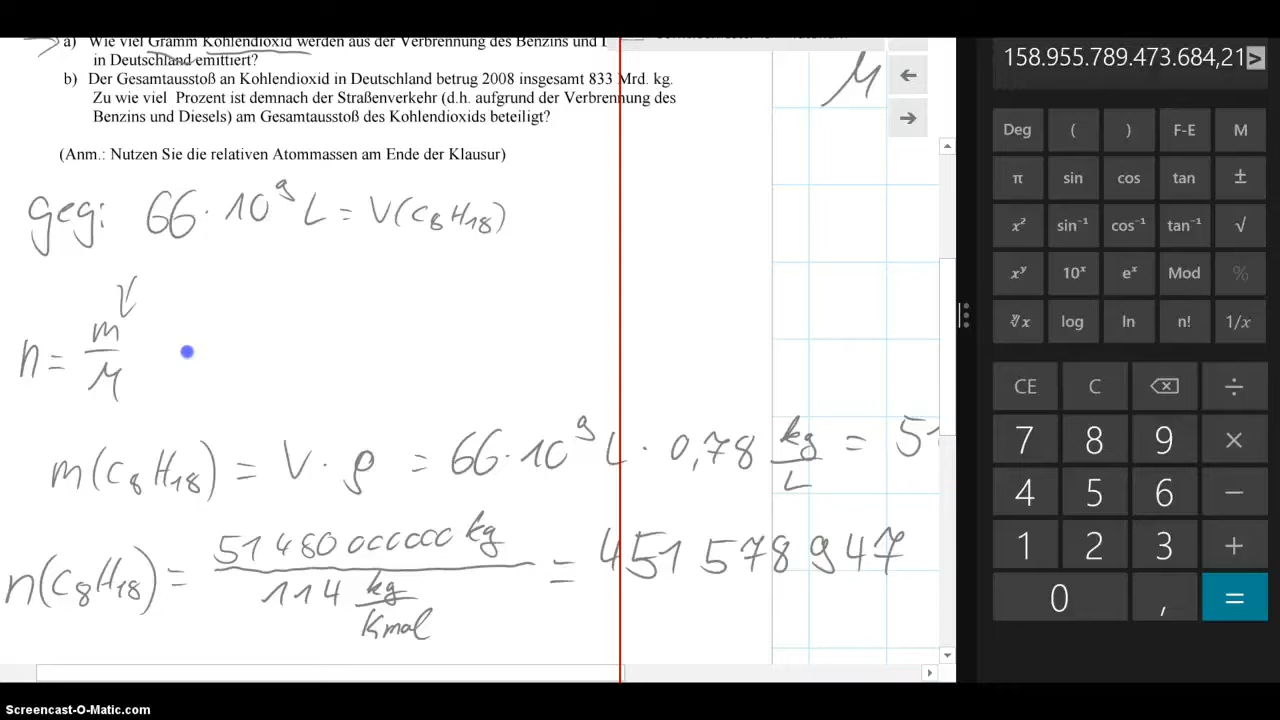 a) Wie viel Gramm Kohlendioxid werden aus der Verbrennung des Benzins und
in Deutschland emittiert?
b) Der Gesamtausstoß an Kohlendioxid in Deutschland betrug 2008 insgesamt 833 Mrd. kg.
Zu wie viel Prozent ist demnach der Straßenverkehr (d.h. aufgrund der Verbrennung des
Benzins und Diesels) am Gesamtausstoß des Kohlendioxids beteiligt?
(Anm.: Nutzen Sie die relativen Atommassen am Ende der Klausur)
geg: 66 · 10⁹ L = V(C₈H₁₈)
M
n = m/M
m(C₈H₁₈) = V · ρ = 66 · 10⁹ L · 0,78 kg/L = 51
n(C₈H₁₈) = 51480000000 kg / 114 kg/Kmol = 451578947
158.955.789.473.684,21
Deg ( ) F-E M
π sin cos tan ±
x² sin⁻¹ cos⁻¹ tan⁻¹ √
xʸ 10ˣ eˣ Mod %
ʸ√x log ln n! 1/x
CE C ÷
7 8 9 ×
4 5 6 −
1 2 3 +
0 , =
Screencast-O-Matic.com